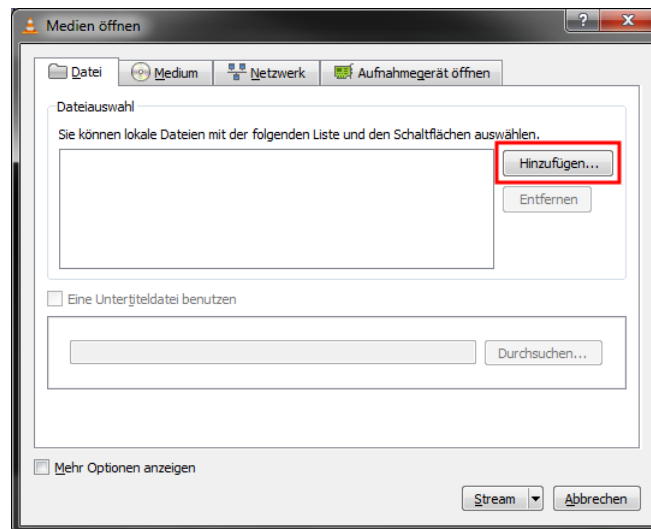 Medien öffnen
Datei Medium Netzwerk Aufnahmegerät öffnen
Dateiauswahl
Sie können lokale Dateien mit der folgenden Liste und den Schaltflächen auswählen.
Hinzufügen...
Entfernen
Eine Untertiteldatei benutzen
Durchsuchen...
Mehr Optionen anzeigen
Stream Abbrechen